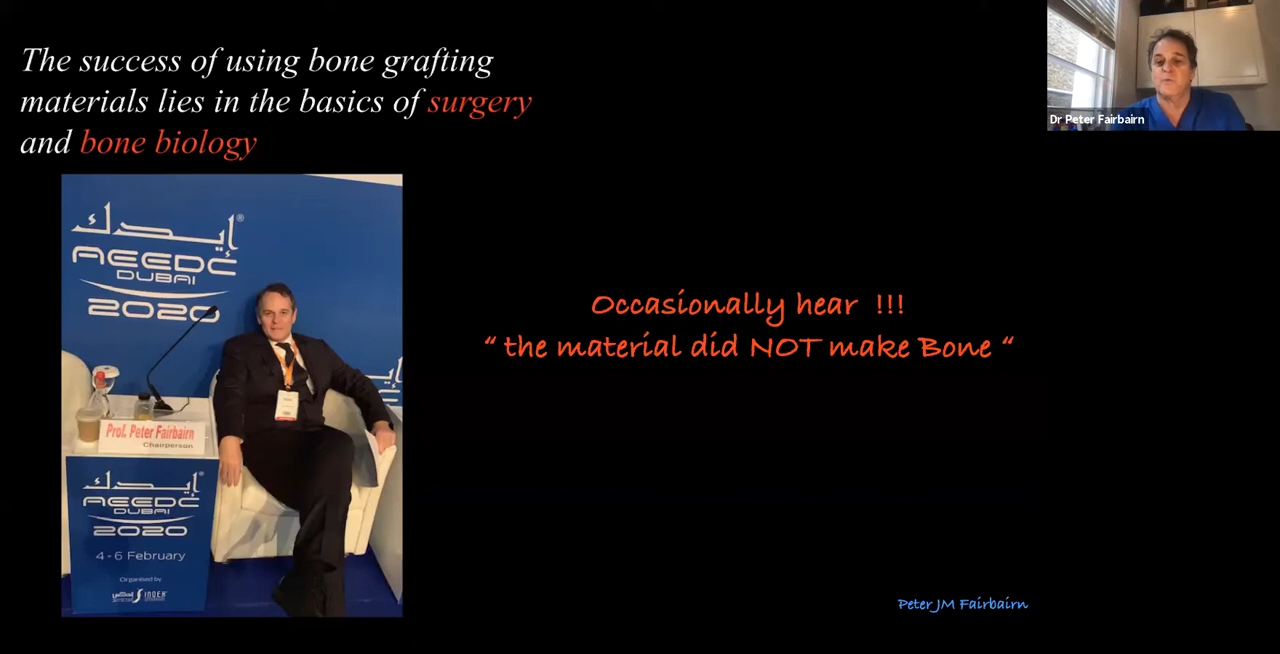 The success of using bone grafting
materials lies in the basics of surgery
and bone biology
Dr Peter Fairbairn
إيدك®
AEEDC
DUBAI
2020
Occasionally hear !!!
“ the material did NOT make Bone “
Prof. Peter Fairbairn
Chairperson
إيدك®
AEEDC
DUBAI
2020
4 - 6 February
Organised by
INDEX
Peter JM Fairbairn